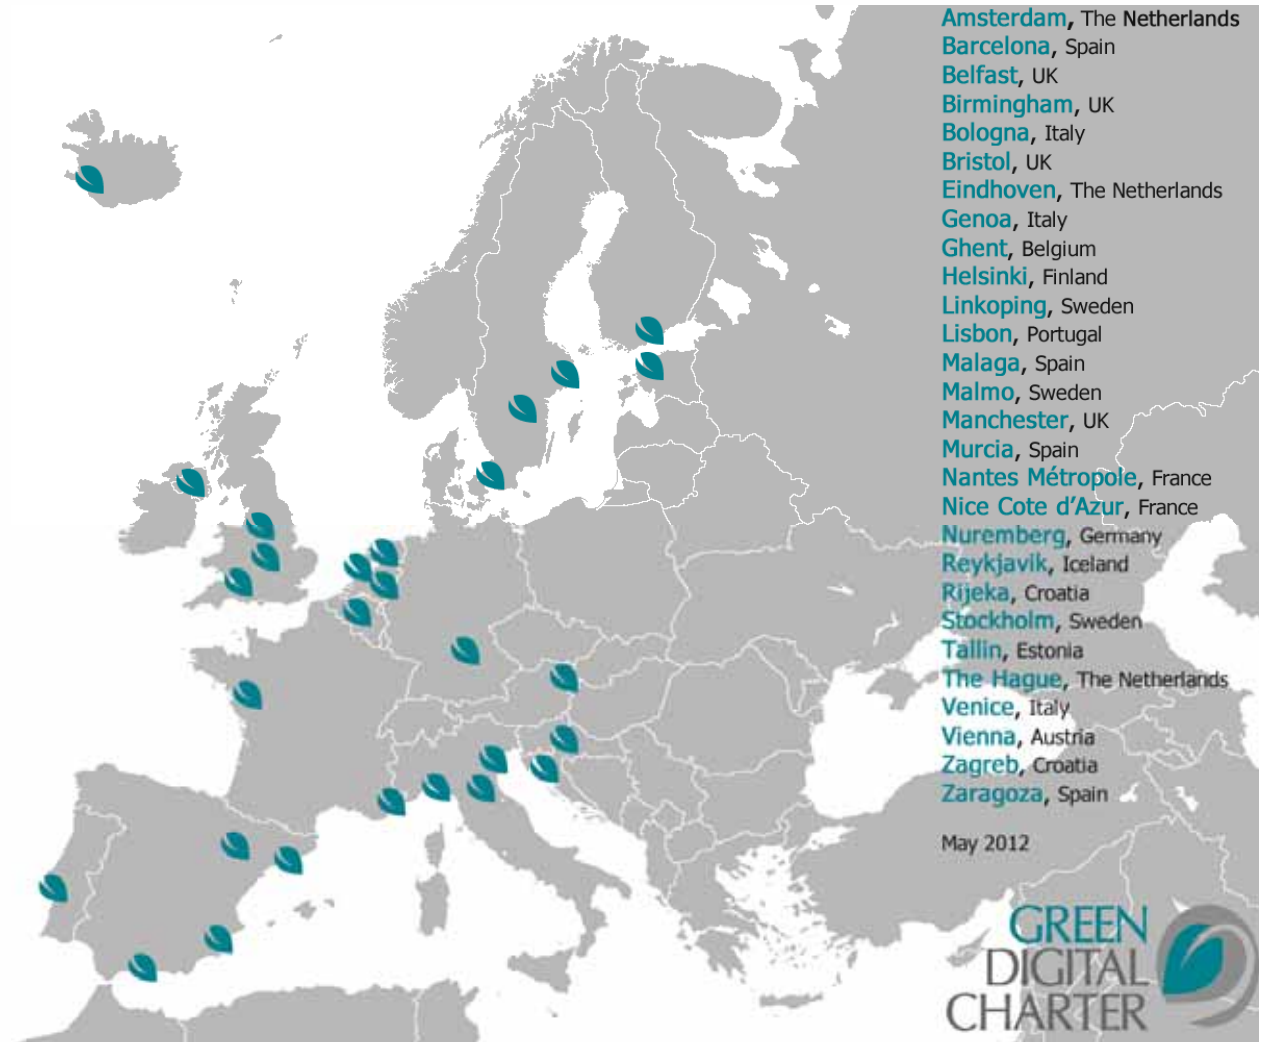 Amsterdam, The Netherlands
Barcelona, Spain
Belfast, UK
Birmingham, UK
Bologna, Italy
Bristol, UK
Eindhoven, The Netherlands
Genoa, Italy
Ghent, Belgium
Helsinki, Finland
Linkoping, Sweden
Lisbon, Portugal
Malaga, Spain
Malmo, Sweden
Manchester, UK
Murcia, Spain
Nantes Métropole, France
Nice Cote d'Azur, France
Nuremberg, Germany
Reykjavik, Iceland
Rijeka, Croatia
Stockholm, Sweden
Tallin, Estonia
The Hague, The Netherlands
Venice, Italy
Vienna, Austria
Zagreb, Croatia
Zaragoza, Spain
May 2012
GREEN
DIGITAL
CHARTER